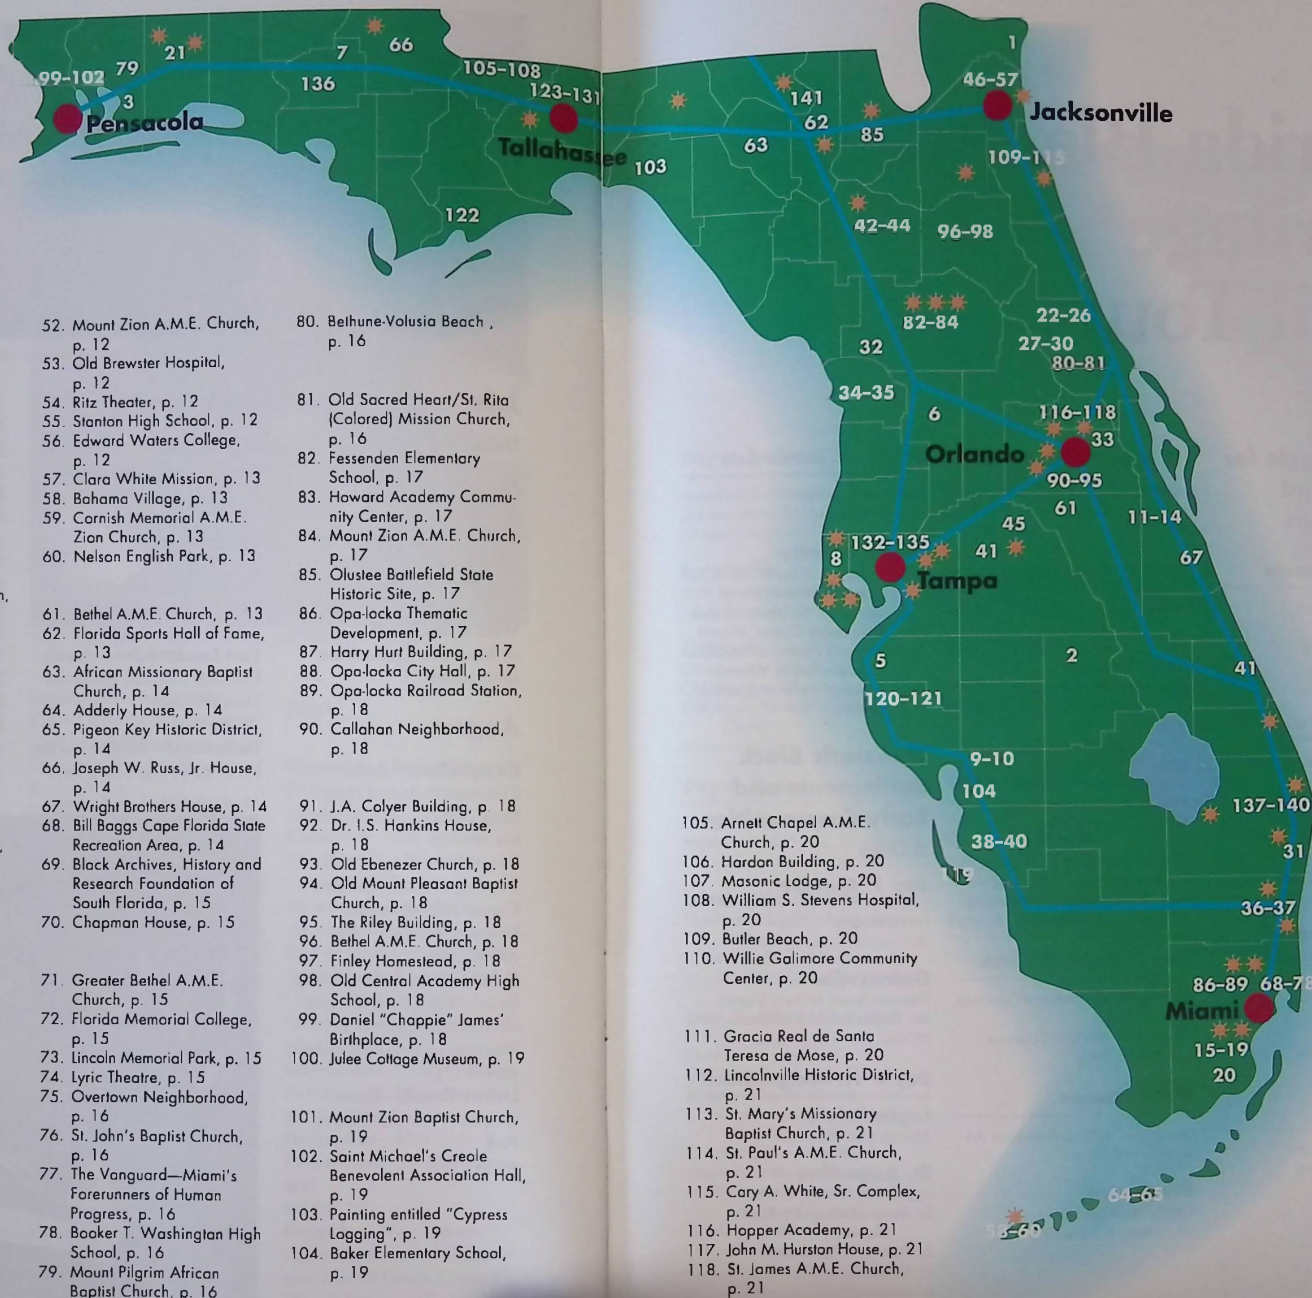 1
7
66
21
79
99–102
3
136
105–108
123–131
Pensacola
Tallahassee
122
46–57
141
62
85
63
103
Jacksonville
109–115
42–44
96–98
82–84
22–26
27–30
80–81
32
34–35
6
116–118
33
Orlando
90–95
61
45
11–14
132–135
8
41
67
Tampa
5
2
41
120–121
9–10
104
137–140
38–40
31
119
36–37
86–89
68–78
Miami
15–19
20
64–65
58–60
52. Mount Zion A.M.E. Church,
p. 12
53. Old Brewster Hospital,
p. 12
54. Ritz Theater, p. 12
55. Stanton High School, p. 12
56. Edward Waters College,
p. 12
57. Clara White Mission, p. 13
58. Bahama Village, p. 13
59. Cornish Memorial A.M.E.
Zion Church, p. 13
60. Nelson English Park, p. 13
61. Bethel A.M.E. Church, p. 13
62. Florida Sports Hall of Fame,
p. 13
63. African Missionary Baptist
Church, p. 14
64. Adderly House, p. 14
65. Pigeon Key Historic District,
p. 14
66. Joseph W. Russ, Jr. House,
p. 14
67. Wright Brothers House, p. 14
68. Bill Baggs Cape Florida State
Recreation Area, p. 14
69. Black Archives, History and
Research Foundation of
South Florida, p. 15
70. Chapman House, p. 15
71. Greater Bethel A.M.E.
Church, p. 15
72. Florida Memorial College,
p. 15
73. Lincoln Memorial Park, p. 15
74. Lyric Theatre, p. 15
75. Overtown Neighborhood,
p. 16
76. St. John's Baptist Church,
p. 16
77. The Vanguard—Miami's
Forerunners of Human
Progress, p. 16
78. Booker T. Washington High
School, p. 16
79. Mount Pilgrim African
Baptist Church, p. 16
80. Bethune-Volusia Beach ,
p. 16
81. Old Sacred Heart/St. Rita
(Colored) Mission Church,
p. 16
82. Fessenden Elementary
School, p. 17
83. Howard Academy Commu-
nity Center, p. 17
84. Mount Zion A.M.E. Church,
p. 17
85. Olustee Battlefield State
Historic Site, p. 17
86. Opa-locka Thematic
Development, p. 17
87. Harry Hurt Building, p. 17
88. Opa-locka City Hall, p. 17
89. Opa-locka Railroad Station,
p. 18
90. Callahan Neighborhood,
p. 18
91. J.A. Colyer Building, p. 18
92. Dr. I.S. Hankins House,
p. 18
93. Old Ebenezer Church, p. 18
94. Old Mount Pleasant Baptist
Church, p. 18
95. The Riley Building, p. 18
96. Bethel A.M.E. Church, p. 18
97. Finley Homestead, p. 18
98. Old Central Academy High
School, p. 18
99. Daniel "Chappie" James'
Birthplace, p. 18
100. Julee Cottage Museum, p. 19
101. Mount Zion Baptist Church,
p. 19
102. Saint Michael's Creole
Benevolent Association Hall,
p. 19
103. Painting entitled "Cypress
Logging", p. 19
104. Baker Elementary School,
p. 19
105. Arnett Chapel A.M.E.
Church, p. 20
106. Hardon Building, p. 20
107. Masonic Lodge, p. 20
108. William S. Stevens Hospital,
p. 20
109. Butler Beach, p. 20
110. Willie Galimore Community
Center, p. 20
111. Gracia Real de Santa
Teresa de Mose, p. 20
112. Lincolnville Historic District,
p. 21
113. St. Mary's Missionary
Baptist Church, p. 21
114. St. Paul's A.M.E. Church,
p. 21
115. Cary A. White, Sr. Complex,
p. 21
116. Hopper Academy, p. 21
117. John M. Hurston House, p. 21
118. St. James A.M.E. Church,
p. 21